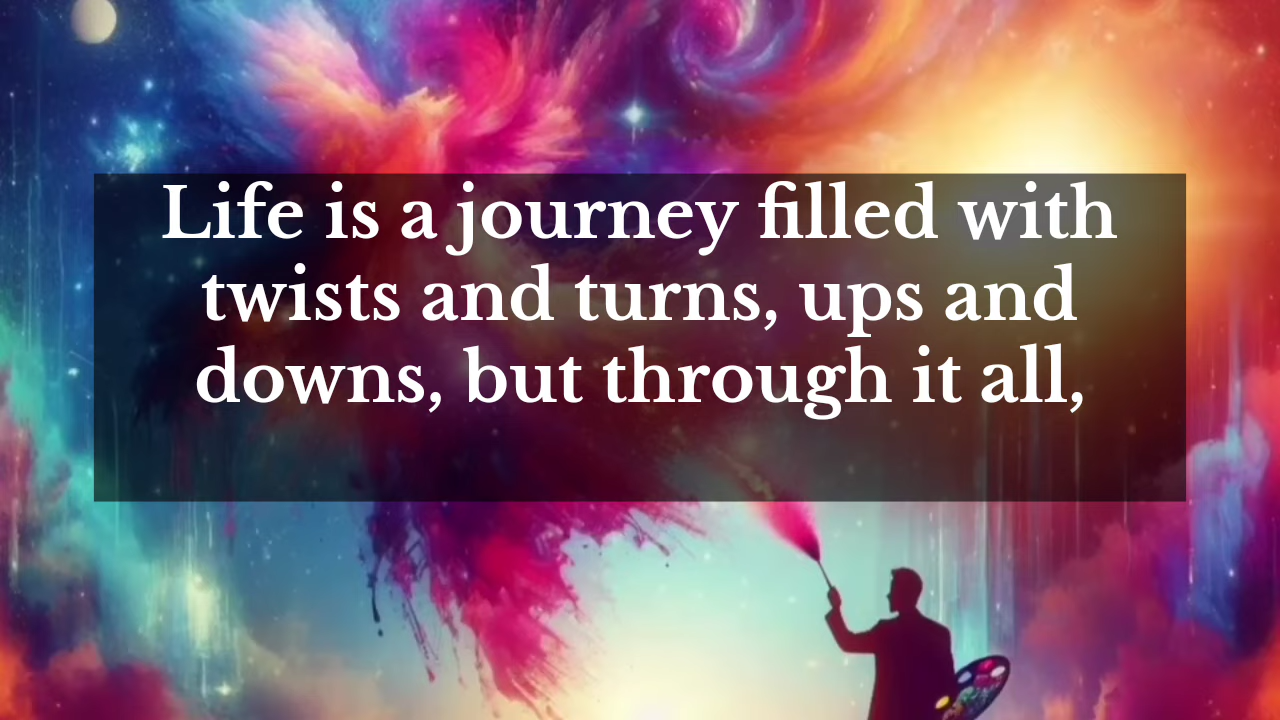 Life is a journey filled with
twists and turns, ups and
downs, but through it all,